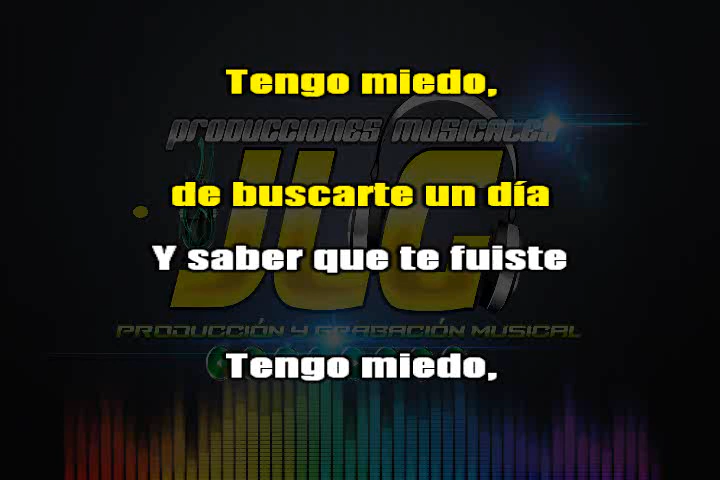 Tengo miedo,
PRODUCCIONES MUSICALES
de buscarte un día
JLG
Y saber que te fuiste
PRODUCCIÓN Y GRABACIÓN MUSICAL
Tengo miedo,